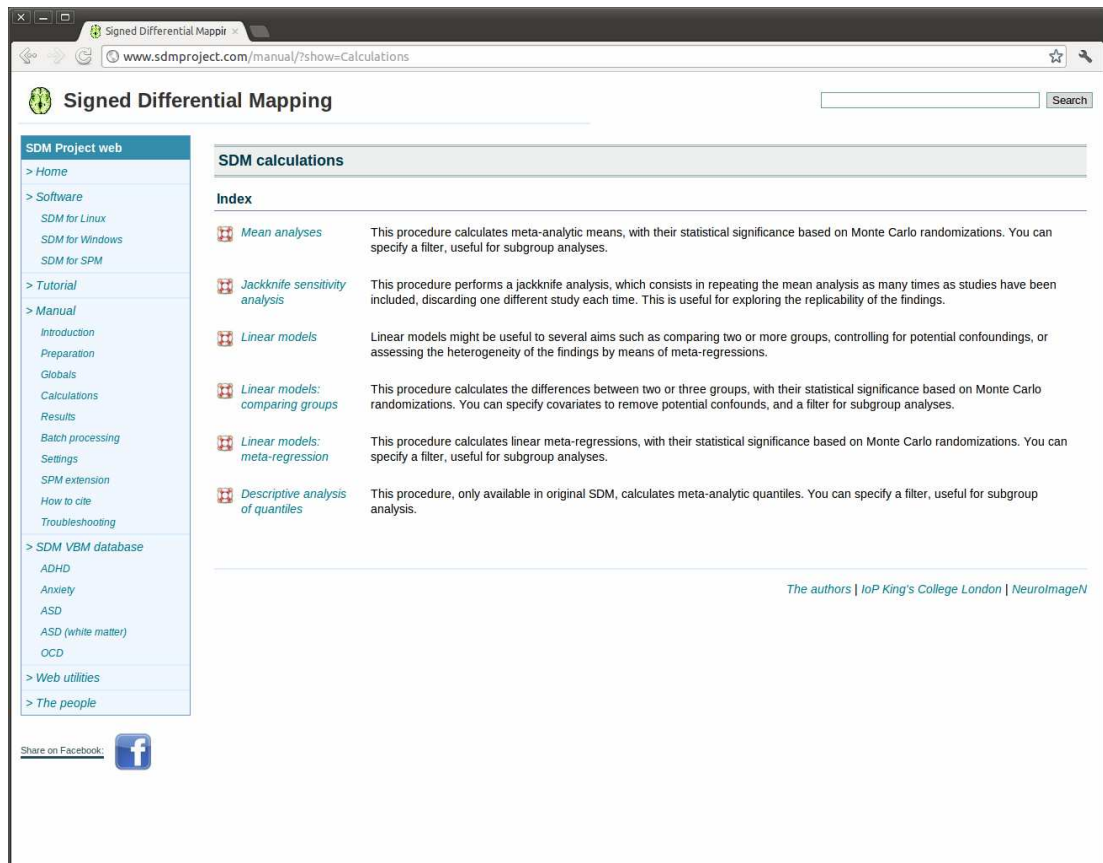 Signed Differential Mappir
www.sdmproject.com/manual/?show=Calculations
Signed Differential Mapping
Search
SDM Project web
> Home
> Software
SDM for Linux
SDM for Windows
SDM for SPM
> Tutorial
> Manual
Introduction
Preparation
Globals
Calculations
Results
Batch processing
Settings
SPM extension
How to cite
Troubleshooting
> SDM VBM database
ADHD
Anxiety
ASD
ASD (white matter)
OCD
> Web utilities
> The people
Share on Facebook:
SDM calculations
Index
Mean analyses
This procedure calculates meta-analytic means, with their statistical significance based on Monte Carlo randomizations. You can
specify a filter, useful for subgroup analyses.
Jackknife sensitivity
analysis
This procedure performs a jackknife analysis, which consists in repeating the mean analysis as many times as studies have been
included, discarding one different study each time. This is useful for exploring the replicability of the findings.
Linear models
Linear models might be useful to several aims such as comparing two or more groups, controlling for potential confoundings, or
assessing the heterogeneity of the findings by means of meta-regressions.
Linear models:
comparing groups
This procedure calculates the differences between two or three groups, with their statistical significance based on Monte Carlo
randomizations. You can specify covariates to remove potential confounds, and a filter for subgroup analyses.
Linear models:
meta-regression
This procedure calculates linear meta-regressions, with their statistical significance based on Monte Carlo randomizations. You can
specify a filter, useful for subgroup analyses.
Descriptive analysis
of quantiles
This procedure, only available in original SDM, calculates meta-analytic quantiles. You can specify a filter, useful for subgroup
analysis.
The authors | IoP King's College London | NeuroImageN